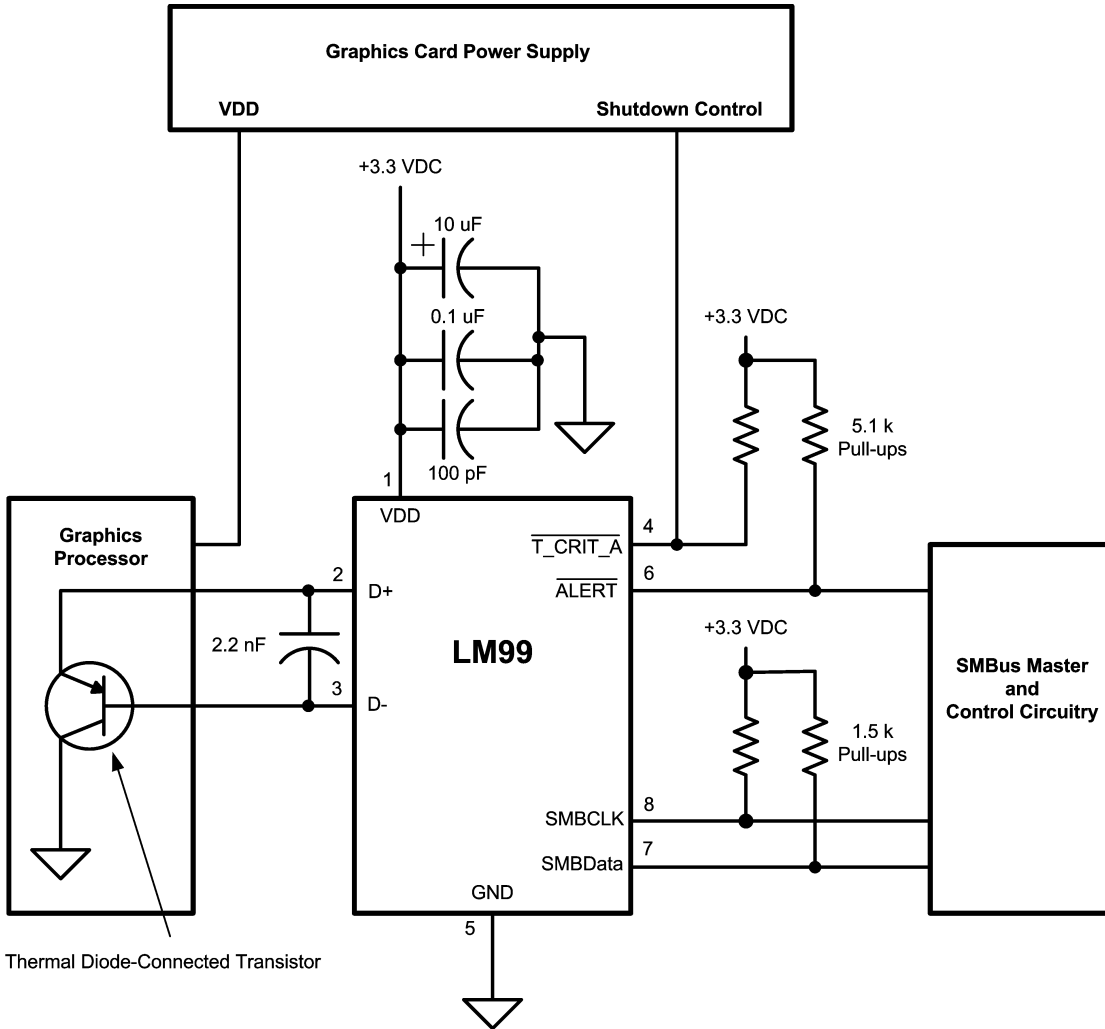 Graphics Card Power Supply
VDD
Shutdown Control
+3.3 VDC
+
10 uF
0.1 uF
100 pF
+3.3 VDC
5.1 k
Pull-ups
1
VDD
Graphics
Processor
4
T_CRIT_A
6
ALERT
2
D+
2.2 nF
LM99
3
D-
+3.3 VDC
SMBus Master
and
Control Circuitry
1.5 k
Pull-ups
8
SMBCLK
7
SMBData
GND
5
Thermal Diode-Connected Transistor